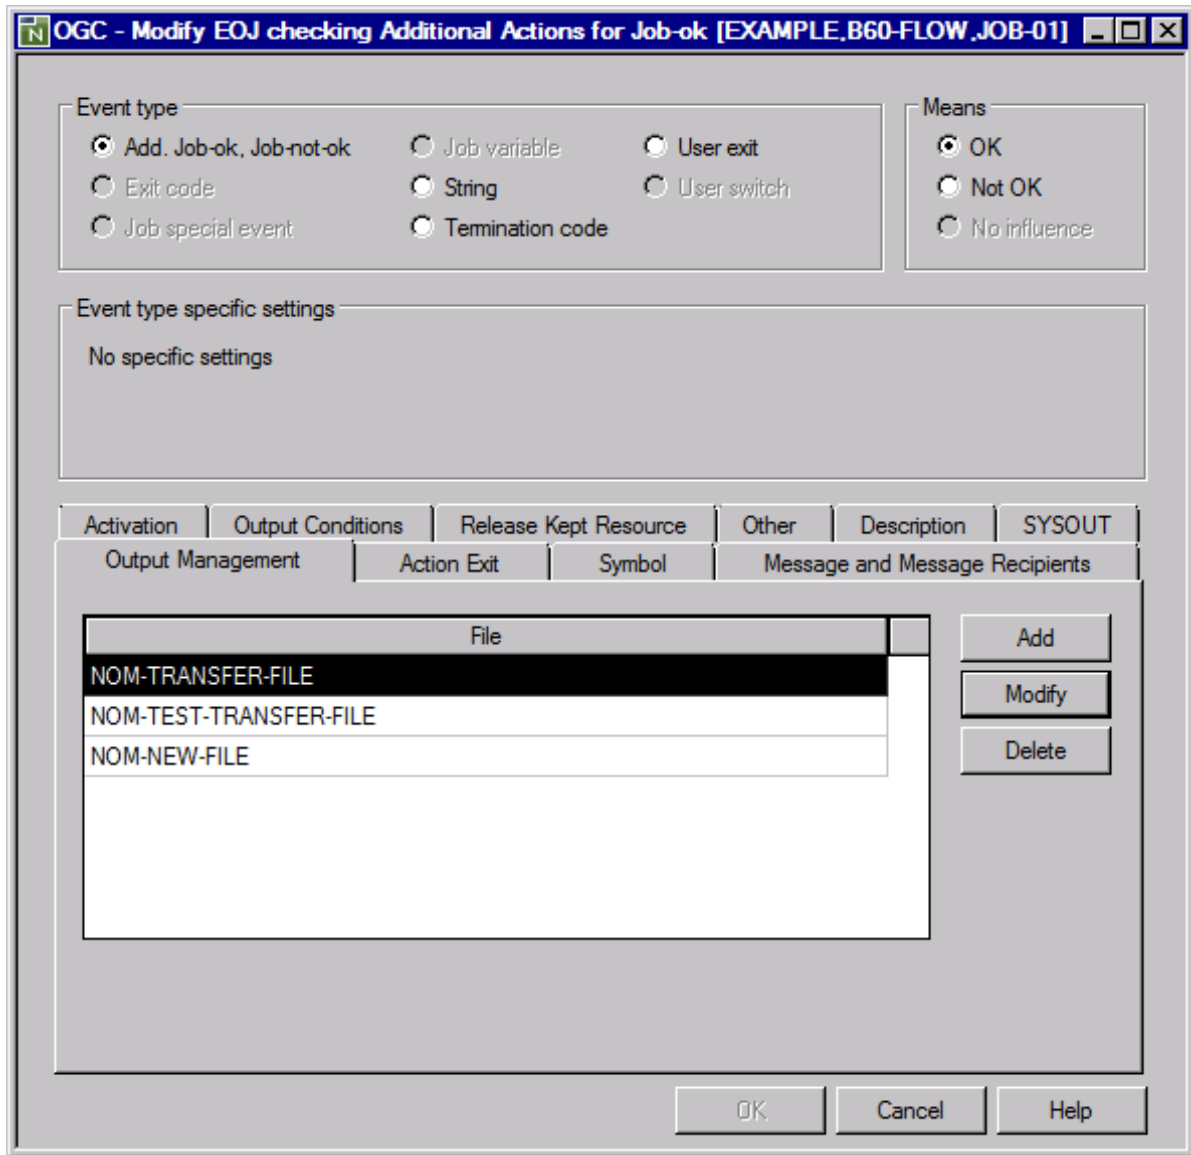 OGC - Modify EOJ checking Additional Actions for Job-ok [EXAMPLE,B60-FLOW,JOB-01]
Event type
Means
Add. Job-ok, Job-not-ok
Job variable
User exit
OK
Exit code
String
User switch
Not OK
Job special event
Termination code
No influence
Event type specific settings
No specific settings
Activation
Output Conditions
Release Kept Resource
Other
Description
SYSOUT
Output Management
Action Exit
Symbol
Message and Message Recipients
File
Add
NOM-TRANSFER-FILE
Modify
NOM-TEST-TRANSFER-FILE
NOM-NEW-FILE
Delete
OK
Cancel
Help